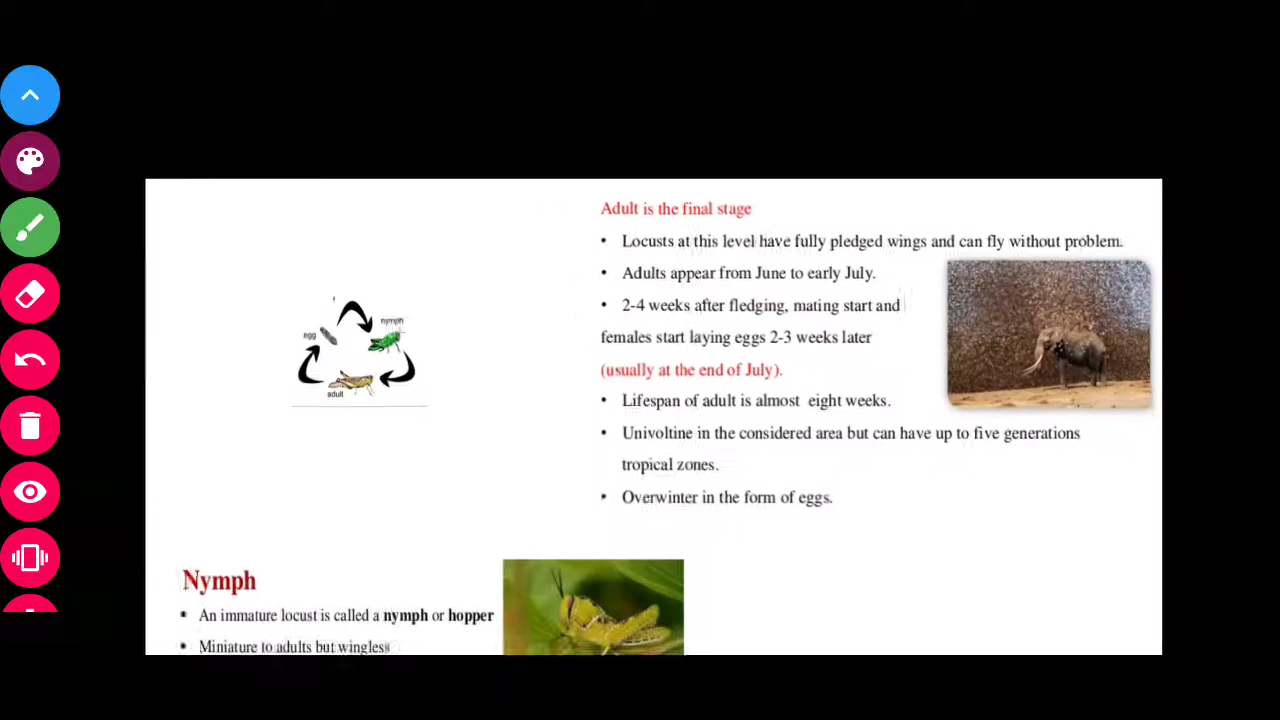 Adult is the final stage
• Locusts at this level have fully pledged wings and can fly without problem.
• Adults appear from June to early July.
• 2-4 weeks after fledging, mating start and
females start laying eggs 2-3 weeks later
(usually at the end of July).
• Lifespan of adult is almost eight weeks.
• Univoltine in the considered area but can have up to five generations
tropical zones.
• Overwinter in the form of eggs.
egg
nymph
adult
Nymph
▪ An immature locust is called a nymph or hopper
▪ Miniature to adults but wingless